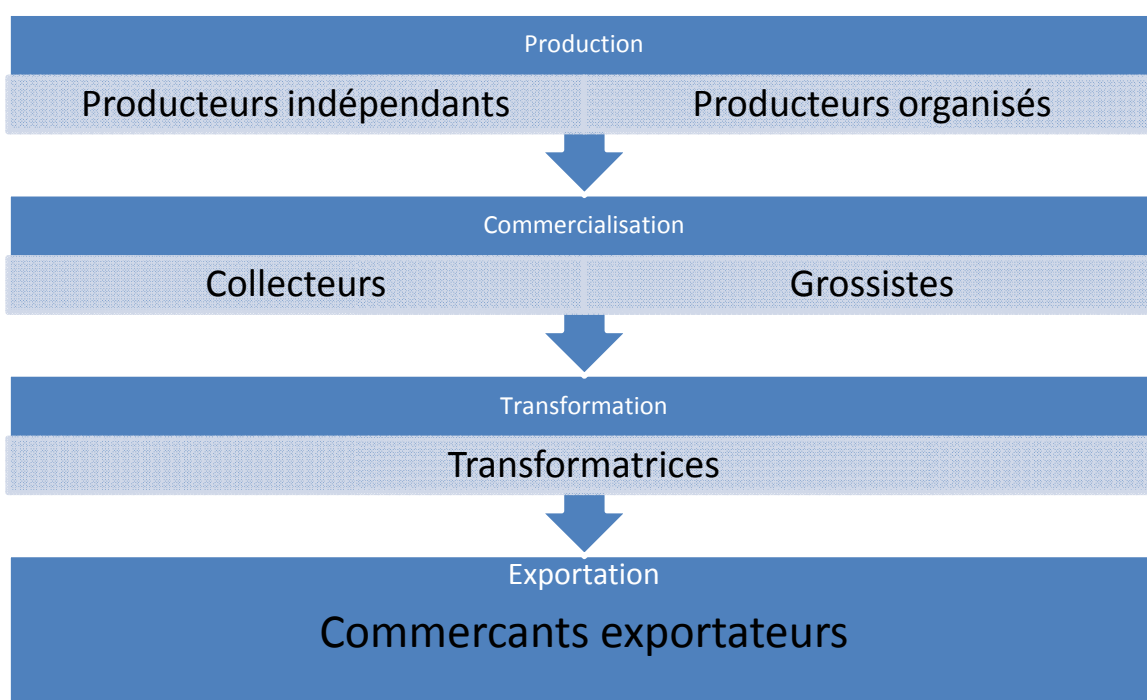 Production
Producteurs indépendants Producteurs organisés
Commercialisation
Collecteurs Grossistes
Transformation
Transformatrices
Exportation
Commercants exportateurs